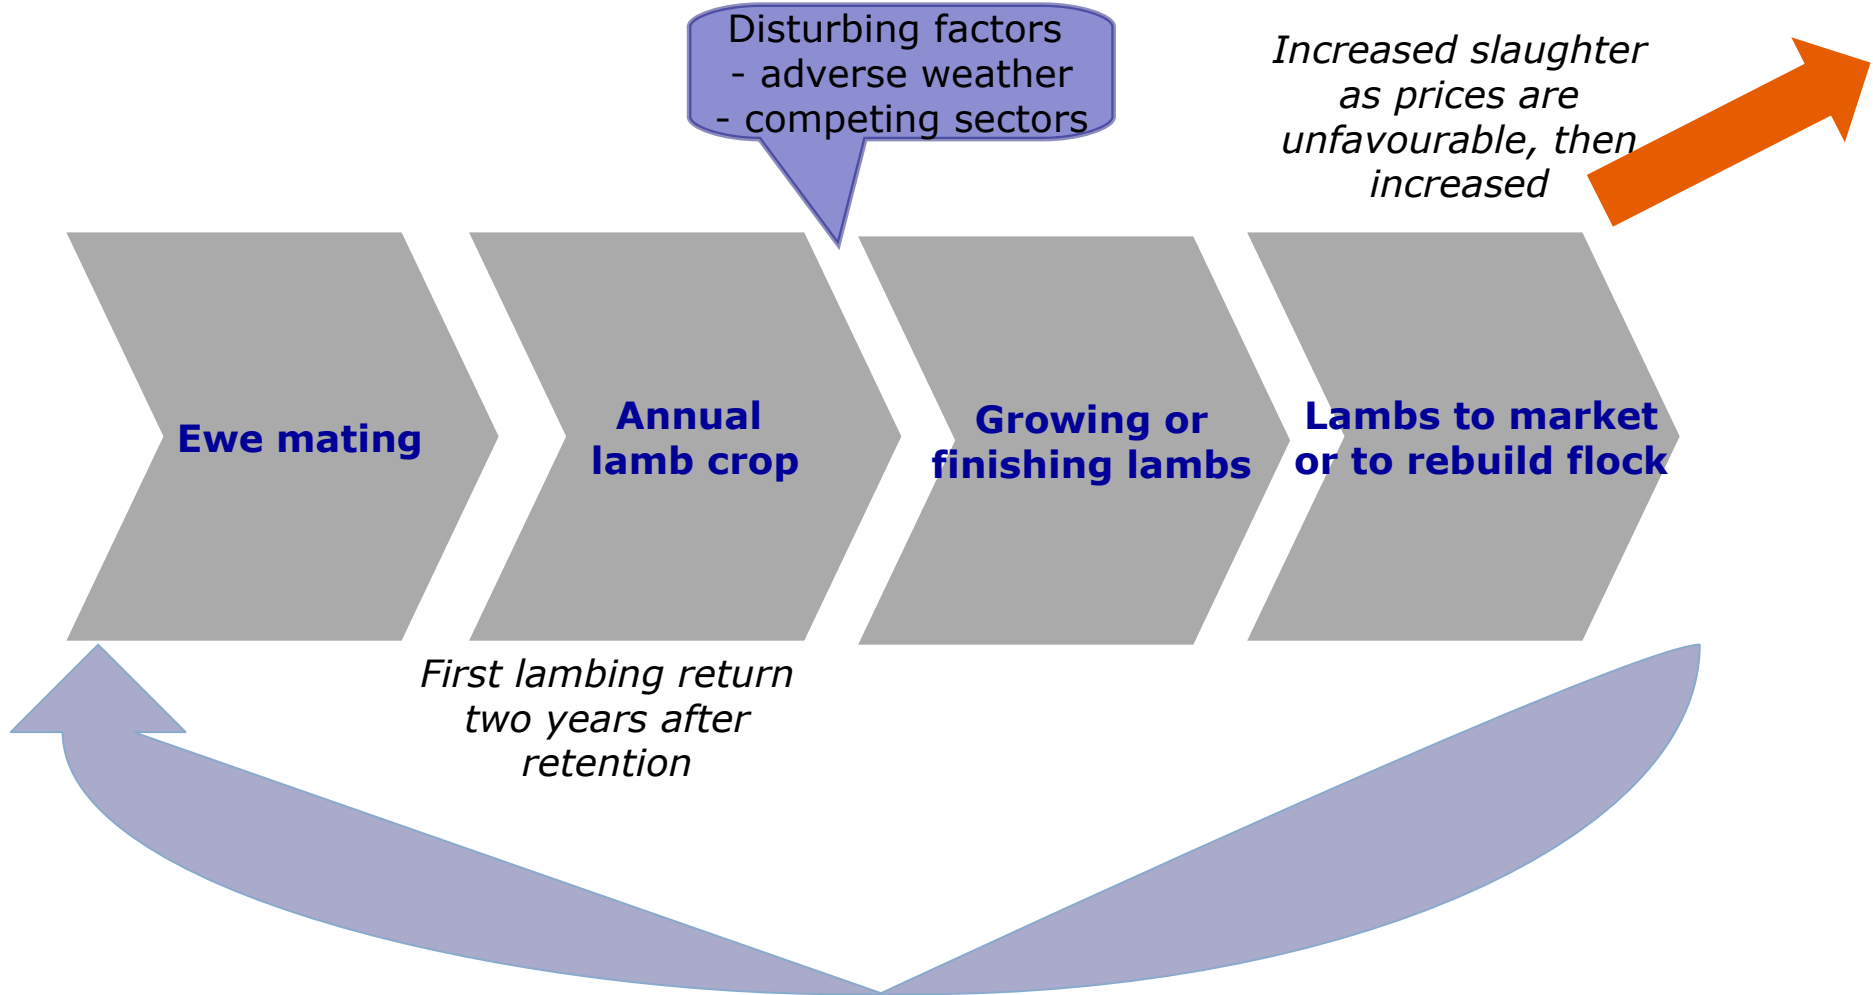 Disturbing factors
- adverse weather
- competing sectors
Increased slaughter
as prices are
unfavourable, then
increased
Ewe mating
Annual
lamb crop
Growing or
finishing lambs
Lambs to market
or to rebuild flock
First lambing return
two years after
retention